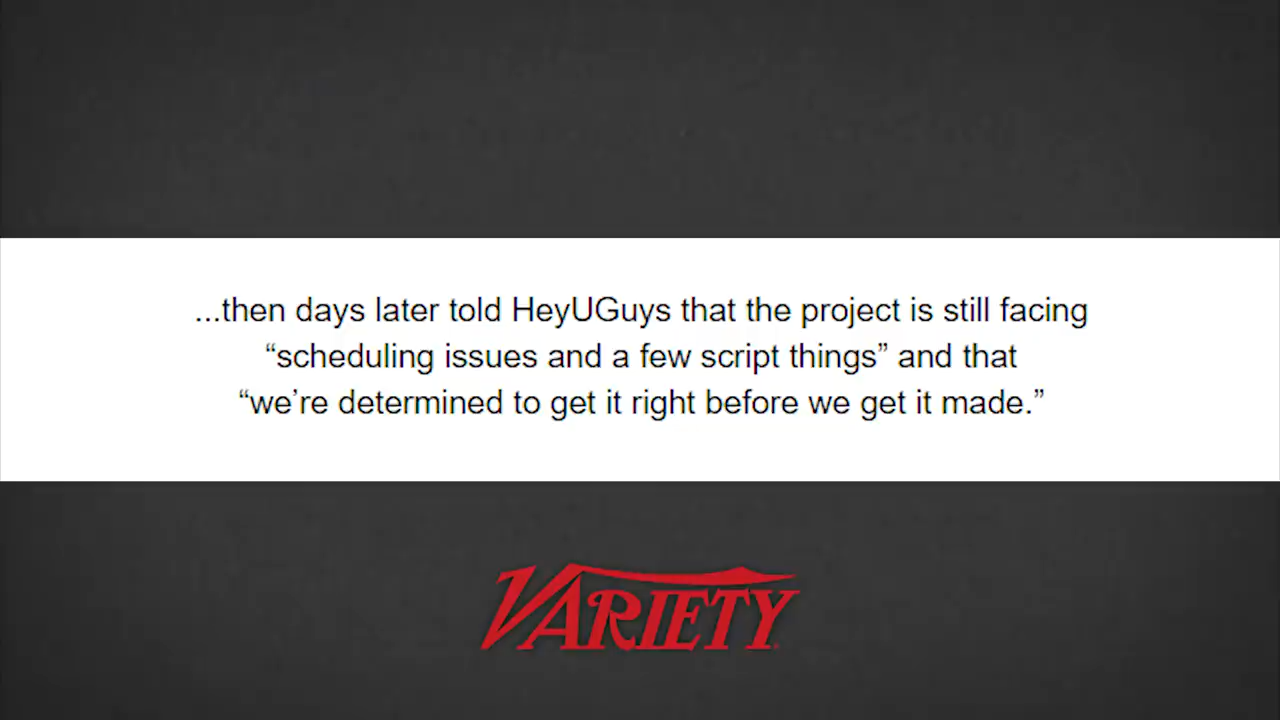 ...then days later told HeyUGuys that the project is still facing
“scheduling issues and a few script things” and that
“we’re determined to get it right before we get it made.”
VARIETY